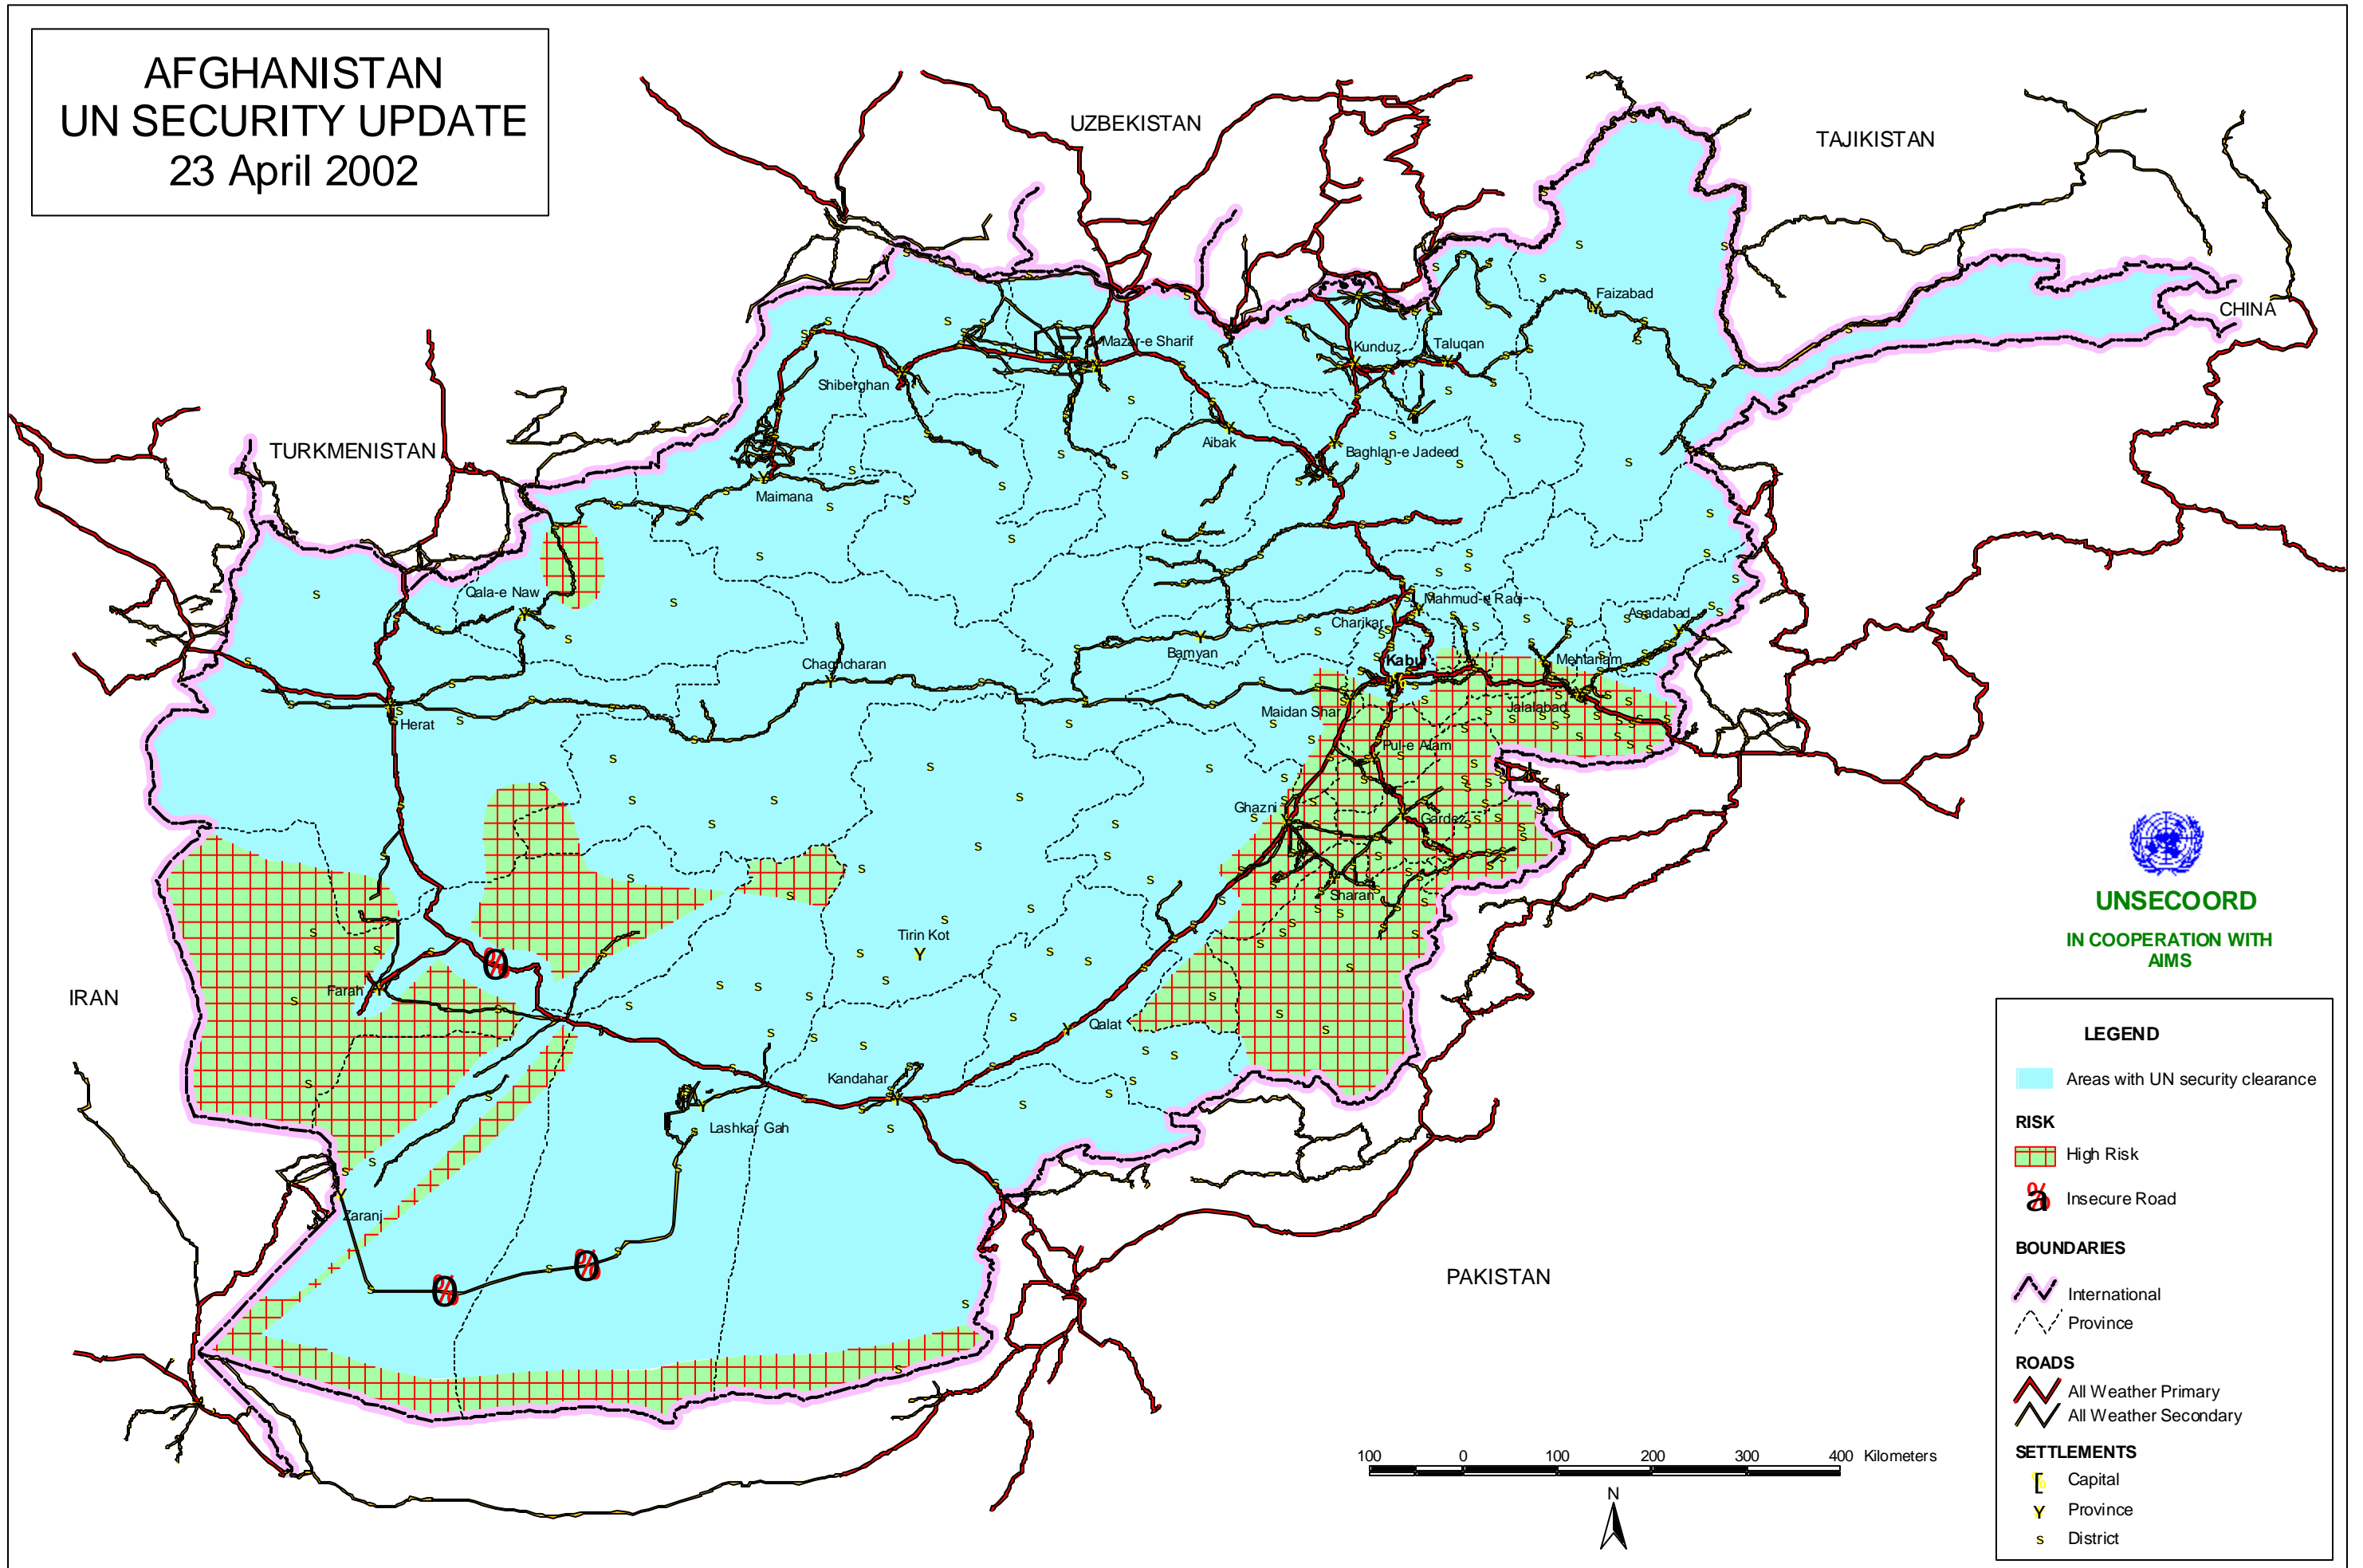 AFGHANISTAN
UN SECURITY UPDATE
23 April 2002
UZBEKISTAN
TAJIKISTAN
CHINA
Faizabad
Mazar-e Sharif
Kunduz
Taluqan
Shiberghan
TURKMENISTAN
Aibak
Baghlan-e Jadeed
Maimana
Qala-e Naw
Mahmud-e Raqi
Asadabad
Charikar
Bamyan
Kabul
Mehtarlam
Chaghcharan
Maidan Shar
Jalalabad
Herat
Pul-e Alam
Ghazni
Gardez
Sharan
UNSECOORD
IN COOPERATION WITH
AIMS
Tirin Kot
IRAN
Farah
Qalat
Kandahar
Lashkar Gah
Zaranj
PAKISTAN
LEGEND
Areas with UN security clearance
RISK
High Risk
Insecure Road
BOUNDARIES
International
Province
ROADS
All Weather Primary
All Weather Secondary
SETTLEMENTS
Capital
Y Province
s District
100 0 100 200 300 400 Kilometers
N